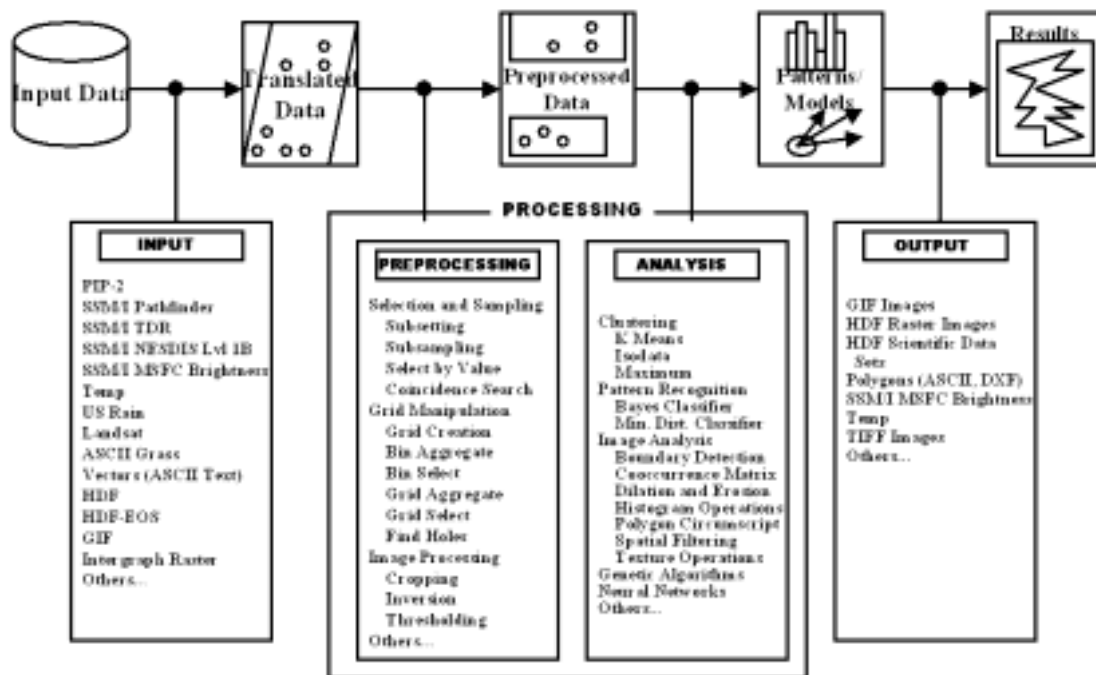 Input Data
Translated
Data
Preprocessed
Data
Patterns/
Models
Results
PROCESSING
INPUT
PIP-2
SSM/I Pathfinder
SSM/I TDR
SSM/I NESDIS Lvl 1B
SSM/I MSFC Brightness
Temp
US Rain
Landsat
ASCII Grass
Vectors (ASCII Text)
HDF
HDF-EOS
GIF
Intergraph Raster
Others...
PREPROCESSING
Selection and Sampling
Subsetting
Subsampling
Select by Value
Coincidence Search
Grid Manipulation
Grid Creation
Bin Aggregate
Bin Select
Grid Aggregate
Grid Select
Find Holes
Image Processing
Cropping
Inversion
Thresholding
Others...
ANALYSIS
Clustering
K Means
Isodata
Maximum
Pattern Recognition
Bayes Classifier
Min. Dist. Classifier
Image Analysis
Boundary Detection
Cooccurrence Matrix
Dilation and Erosion
Histogram Operations
Polygon Circumscript
Spatial Filtering
Texture Operations
Genetic Algorithms
Neural Networks
Others...
OUTPUT
GIF Images
HDF Raster Images
HDF Scientific Data
Sets
Polygons (ASCII, DXF)
SSM/I MSFC Brightness
Temp
TIFF Images
Others...